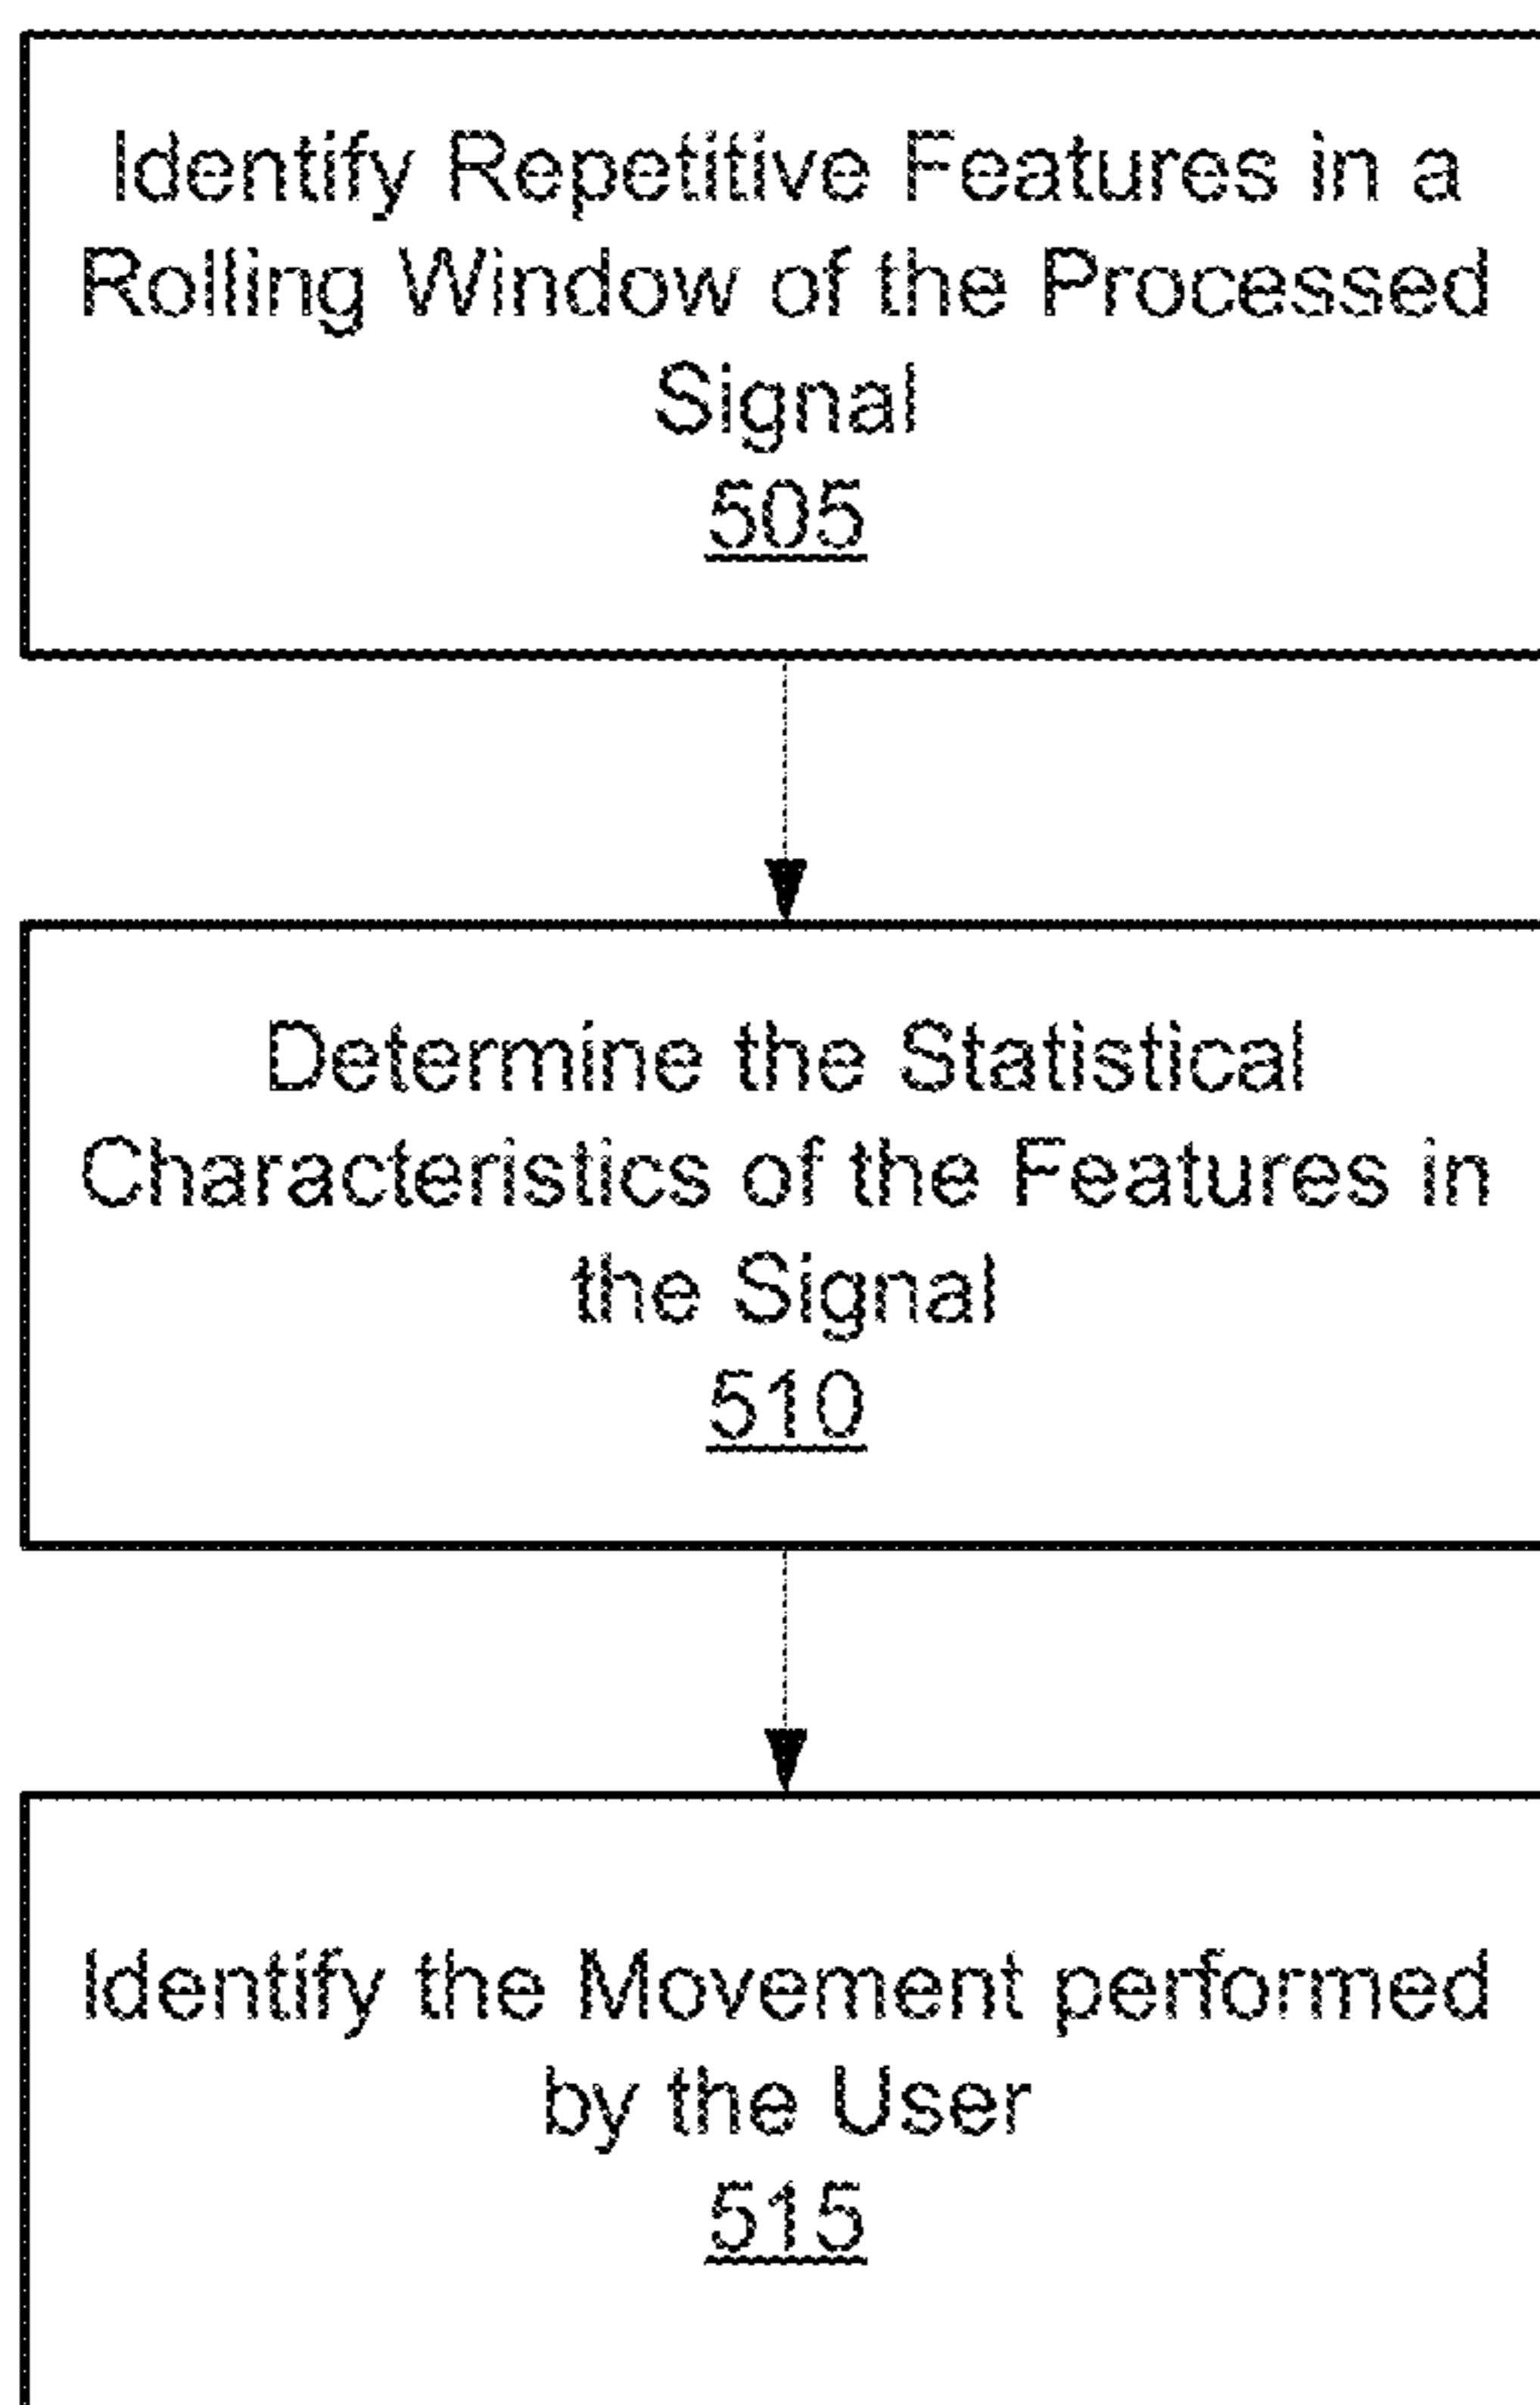 Identify Repetitive Features in a
Rolling Window of the Processed
Signal
505
Determine the Statistical
Characteristics of the Features in
the Signal
510
Identify the Movement performed
by the User
515